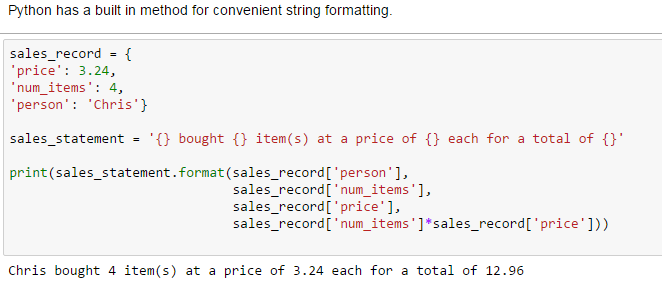 Python has a built in method for convenient string formatting.
sales_record = {
'price': 3.24,
'num_items': 4,
'person': 'Chris'}
sales_statement = '{} bought {} item(s) at a price of {} each for a total of {}'
print(sales_statement.format(sales_record['person'],
sales_record['num_items'],
sales_record['price'],
sales_record['num_items']*sales_record['price']))
Chris bought 4 item(s) at a price of 3.24 each for a total of 12.96